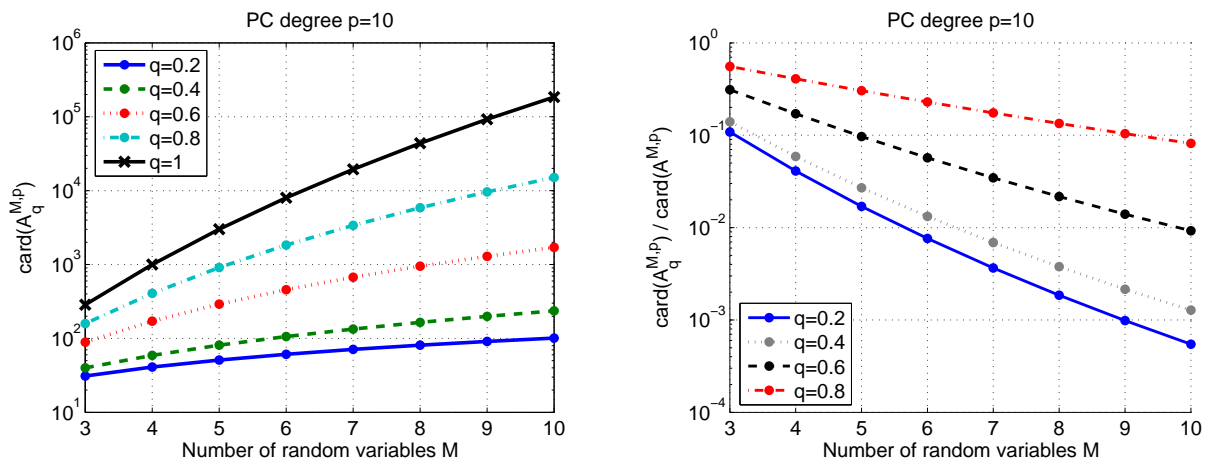 PC degree p=10
10^6
10^5
10^4
10^3
10^2
10^1
card(A_q^{M,p})
q=0.2
q=0.4
q=0.6
q=0.8
q=1
3 4 5 6 7 8 9 10
Number of random variables M
PC degree p=10
10^0
10^−1
10^−2
10^−3
10^−4
card(A_q^{M,p}) / card(A^{M,p})
q=0.2
q=0.4
q=0.6
q=0.8
3 4 5 6 7 8 9 10
Number of random variables M